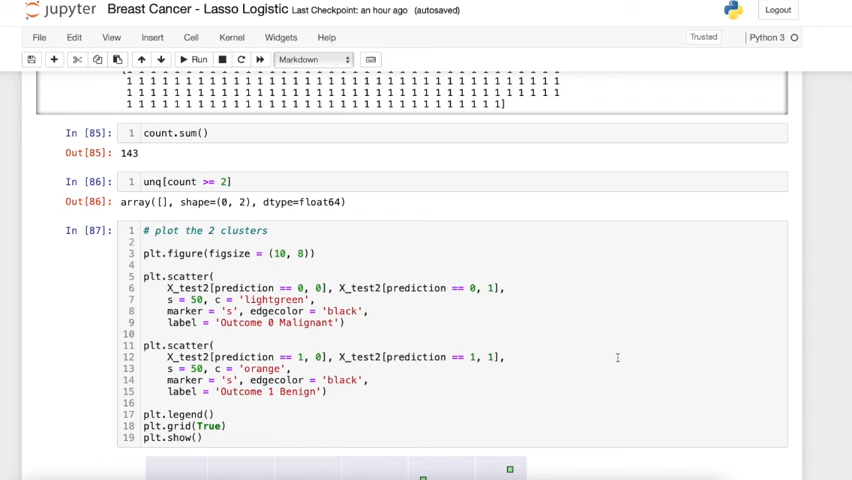 jupyter Breast Cancer - Lasso Logistic Last Checkpoint: an hour ago (autosaved)
Logout
File Edit View Insert Cell Kernel Widgets Help
Trusted
Python 3
Run
Markdown
1 1 1 1 1 1 1 1 1 1 1 1 1 1 1 1 1 1 1 1 1 1 1 1 1 1 1 1 1 1 1 1 1 1 1 1 1
1 1 1 1 1 1 1 1 1 1 1 1 1 1 1 1 1 1 1 1 1 1 1 1 1 1 1 1 1 1 1 1 1 1 1 1 1
1 1 1 1 1 1 1 1 1 1 1 1 1 1 1 1 1 1 1 1 1 1 1 1 1 1 1 1 1 1 1 1]
In [85]: 1 count.sum()
Out[85]: 143
In [86]: 1 unq[count >= 2]
Out[86]: array([], shape=(0, 2), dtype=float64)
In [87]: 1 # plot the 2 clusters
2
3 plt.figure(figsize = (10, 8))
4
5 plt.scatter(
6 X_test2[prediction == 0, 0], X_test2[prediction == 0, 1],
7 s = 50, c = 'lightgreen',
8 marker = 's', edgecolor = 'black',
9 label = 'Outcome 0 Malignant')
10
11 plt.scatter(
12 X_test2[prediction == 1, 0], X_test2[prediction == 1, 1],
13 s = 50, c = 'orange',
14 marker = 's', edgecolor = 'black',
15 label = 'Outcome 1 Benign')
16
17 plt.legend()
18 plt.grid(True)
19 plt.show()